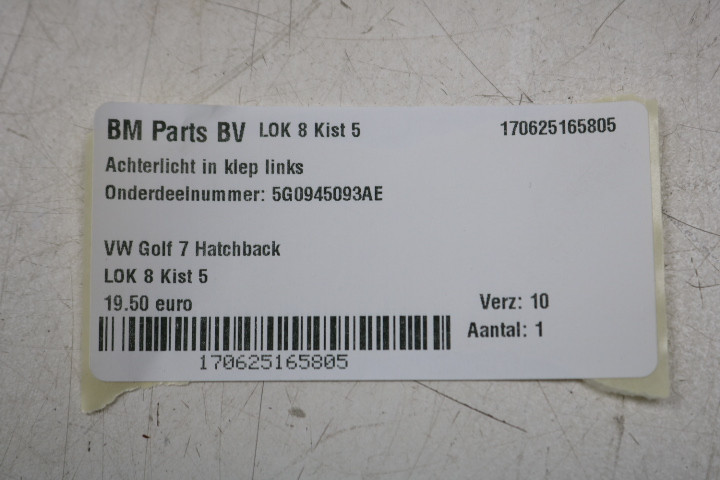 BM Parts BV LOK 8 Kist 5 170625165805
Achterlicht in klep links
Onderdeelnummer: 5G0945093AE
VW Golf 7 Hatchback
LOK 8 Kist 5
19.50 euro Verz: 10
Aantal: 1
170625165805